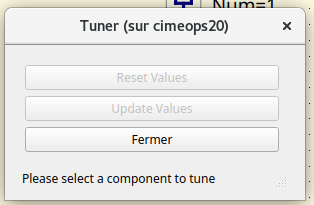 Num=1
Tuner (sur cimeops20)
Reset Values
Update Values
Fermer
Please select a component to tune